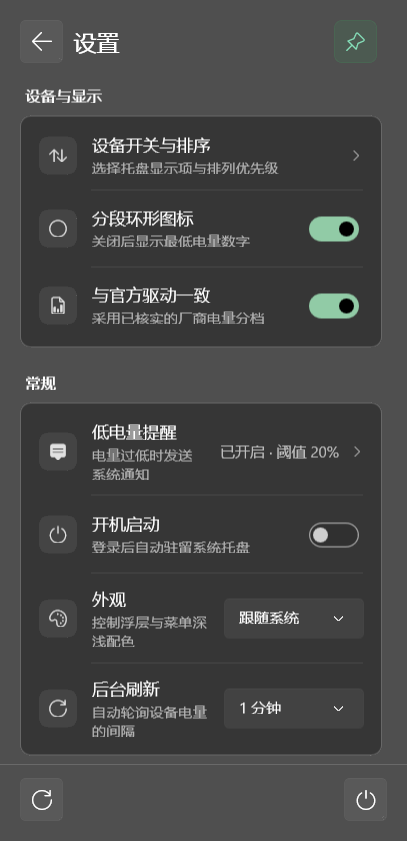 设置
设备与显示
设备开关与排序
选择托盘显示项与排列优先级
分段环形图标
关闭后显示最低电量数字
与官方驱动一致
采用已核实的厂商电量分档
常规
低电量提醒
电量过低时发送
系统通知
已开启 · 阈值 20%
开机启动
登录后自动驻留系统托盘
外观
控制浮层与菜单深
浅配色
跟随系统
后台刷新
自动轮询设备电量
的间隔
1 分钟